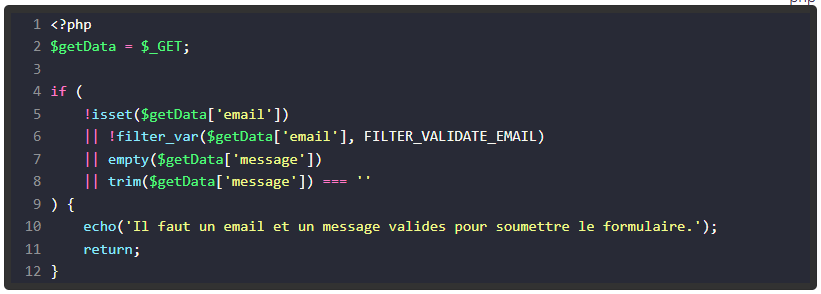 php
1 <?php
2 $getData = $_GET;
3
4 if (
5     !isset($getData['email'])
6     || !filter_var($getData['email'], FILTER_VALIDATE_EMAIL)
7     || empty($getData['message'])
8     || trim($getData['message']) === ''
9 ) {
10     echo('Il faut un email et un message valides pour soumettre le formulaire.');
11     return;
12 }